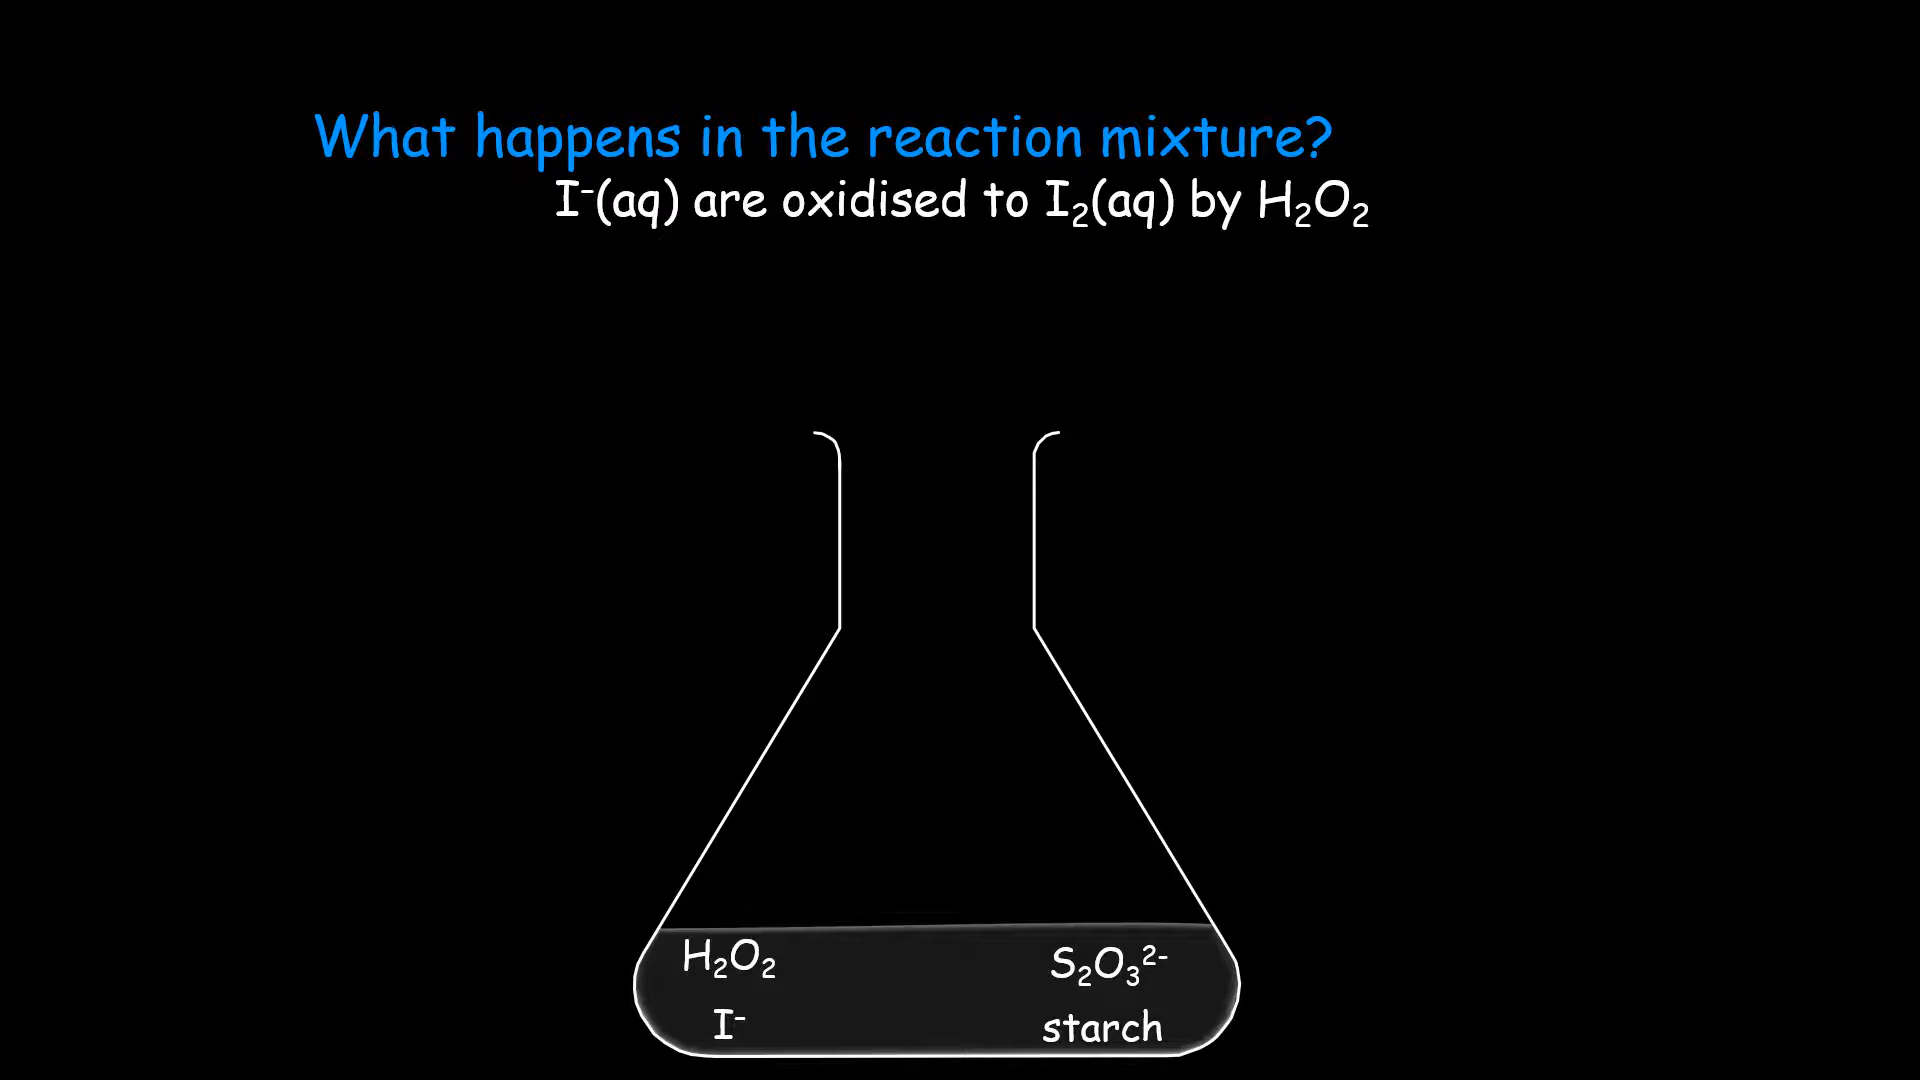 What happens in the reaction mixture?
I⁻(aq) are oxidised to I₂(aq) by H₂O₂
H₂O₂
S₂O₃²⁻
I⁻
starch